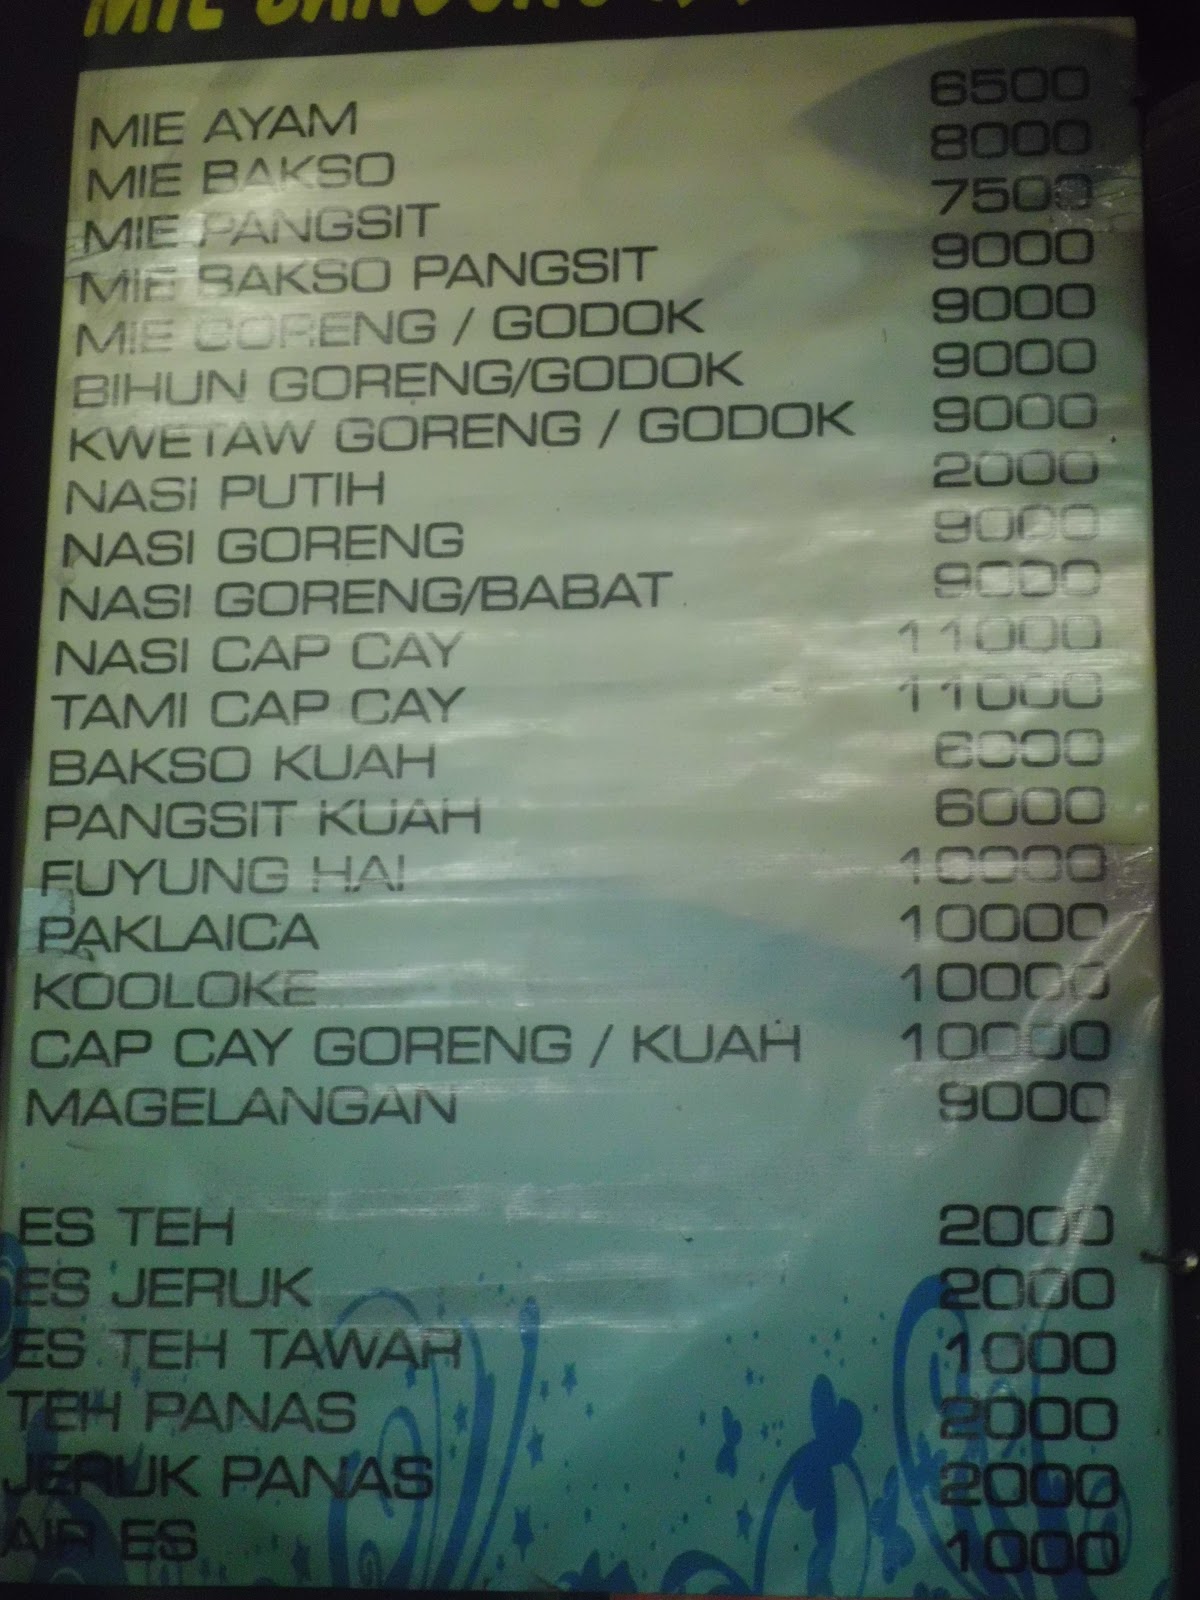 MIE
MIE AYAM 6500
MIE BAKSO 8000
MIE PANGSIT 7500
MIE BAKSO PANGSIT 9000
MIE GORENG / GODOK 9000
BIHUN GORENG/GODOK 9000
KWETAW GORENG / GODOK 9000
NASI PUTIH 2000
NASI GORENG 9000
NASI GORENG/BABAT 9000
NASI CAP CAY 11000
TAMI CAP CAY 11000
BAKSO KUAH 6000
PANGSIT KUAH 6000
FUYUNG HAI 10000
PAKLAICA 10000
KOOLOKE 10000
CAP CAY GORENG / KUAH 10000
MAGELANGAN 9000
ES TEH 2000
ES JERUK 2000
ES TEH TAWAR 1000
TEH PANAS 2000
JERUK PANAS 2000
AIR ES 1000